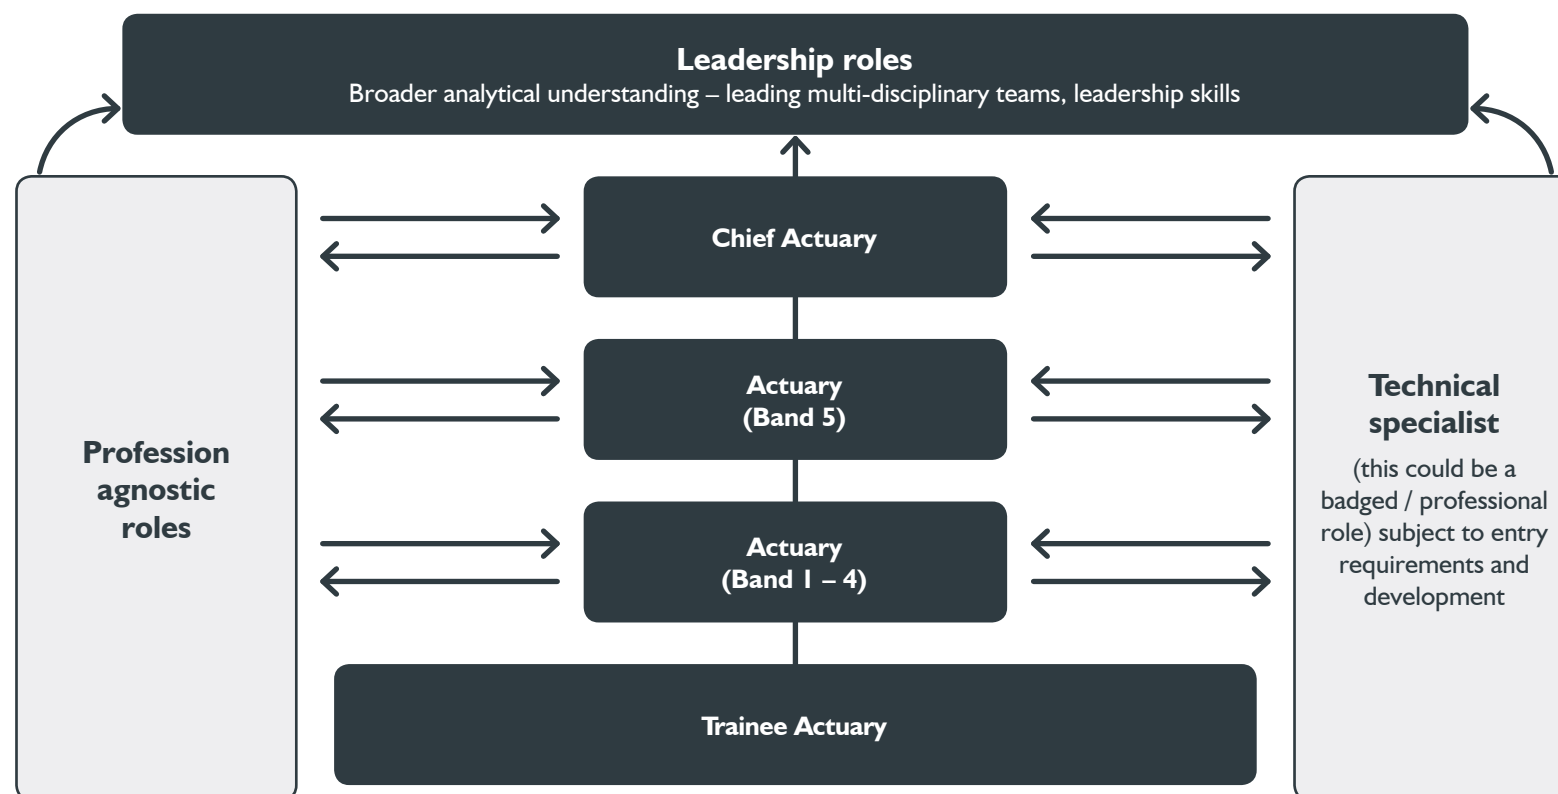 Leadership roles
Broader analytical understanding – leading multi-disciplinary teams, leadership skills
Chief Actuary
Actuary
(Band 5)
Actuary
(Band 1 – 4)
Trainee Actuary
Profession
agnostic
roles
Technical
specialist
(this could be a
badged / professional
role) subject to entry
requirements and
development